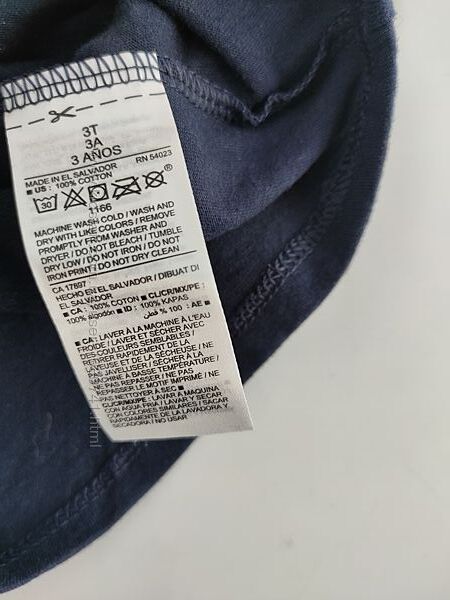 3T
3A
3 AÑOS
RN 54023
MADE IN EL SALVADOR
■ US : 100% COTTON
30
®
1166
MACHINE WASH COLD / WASH AND
DRY WITH LIKE COLORS / REMOVE
PROMPTLY FROM WASHER AND
DRYER / DO NOT BLEACH / TUMBLE
DRY LOW / DO NOT IRON / DO NOT
IRON PRINT / DO NOT DRY CLEAN
CA 17897
HECHO EN EL SALVADOR / DIBUAT DI
EL SALVADOR
■ CA : 100% COTON ■ CL/CR/MX/PE :
100% algodón ■ ID : 100% KAPAS
■ AE : 100 % قطن
■ CA : LAVER À LA MACHINE À L'EAU
FROIDE / LAVER ET SÉCHER AVEC
DES COULEURS SEMBLABLES /
RETIRER RAPIDEMENT DE LA
LAVEUSE ET DE LA SÉCHEUSE / NE
PAS JAVELLISER / SÉCHER À LA
MACHINE À BASSE TEMPÉRATURE /
NE PAS REPASSER / NE PAS
REPASSER LE MOTIF IMPRIMÉ / NE
PAS NETTOYER À SEC ■
CL/CR/MX/PE: LAVAR A MAQUINA
CON AGUA FRIA / LAVAR Y SECAR
CON COLORES SIMILARES / SACAR
RAPIDAMENTE DE LA LAVADORA Y
SECADORA / NO USAR